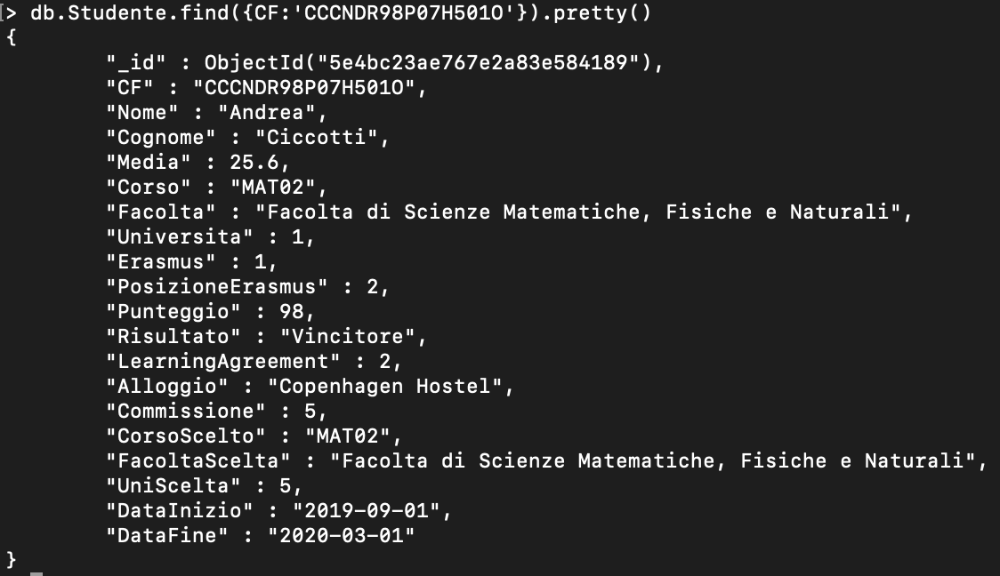 > db.Studente.find({CF:'CCCNDR98P07H501O'}).pretty()
{
"_id" : ObjectId("5e4bc23ae767e2a83e584189"),
"CF" : "CCCNDR98P07H501O",
"Nome" : "Andrea",
"Cognome" : "Ciccotti",
"Media" : 25.6,
"Corso" : "MAT02",
"Facolta" : "Facolta di Scienze Matematiche, Fisiche e Naturali",
"Universita" : 1,
"Erasmus" : 1,
"PosizioneErasmus" : 2,
"Punteggio" : 98,
"Risultato" : "Vincitore",
"LearningAgreement" : 2,
"Alloggio" : "Copenhagen Hostel",
"Commissione" : 5,
"CorsoScelto" : "MAT02",
"FacoltaScelta" : "Facolta di Scienze Matematiche, Fisiche e Naturali",
"UniScelta" : 5,
"DataInizio" : "2019-09-01",
"DataFine" : "2020-03-01"
}